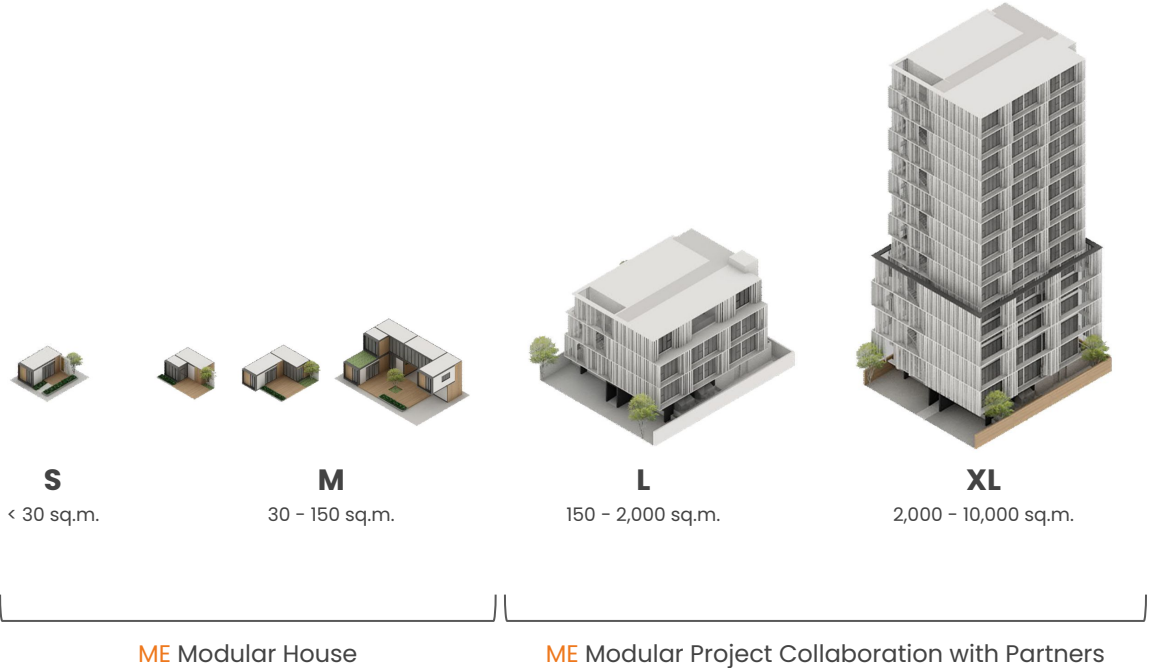 S
M
L
XL
< 30 sq.m.
30 - 150 sq.m.
150 - 2,000 sq.m.
2,000 - 10,000 sq.m.
ME Modular House
ME Modular Project Collaboration with Partners